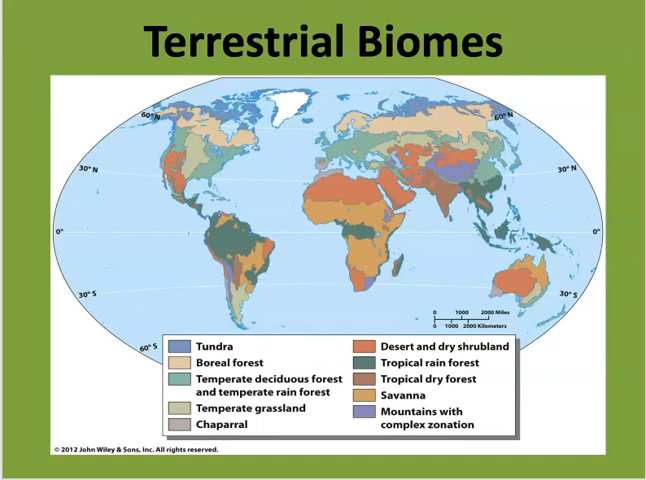 Terrestrial Biomes
60° N
60° N
30° N
30° N
0°
0°
30° S
30° S
0 1000 2000 Miles
0 1000 2000 Kilometers
60° S
Tundra
Boreal forest
Temperate deciduous forest
and temperate rain forest
Temperate grassland
Chaparral
Desert and dry shrubland
Tropical rain forest
Tropical dry forest
Savanna
Mountains with
complex zonation
© 2012 John Wiley & Sons, Inc. All rights reserved.